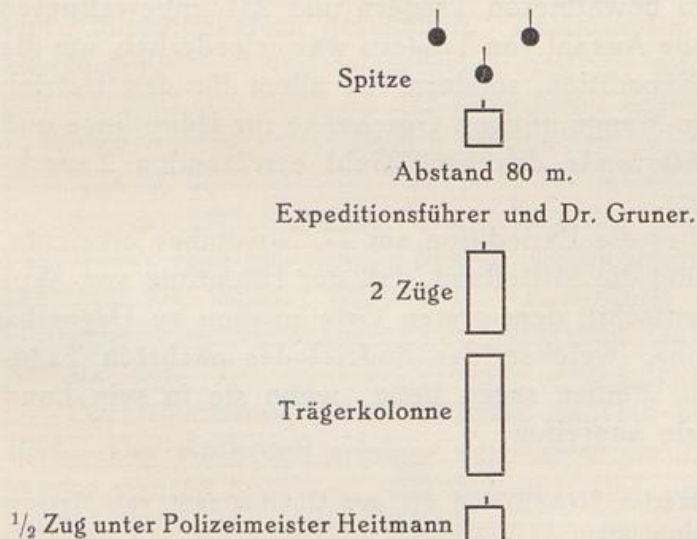 Spitze
Abstand 80 m.
Expeditionsführer und Dr. Gruner.
2 Züge
Trägerkolonne
½ Zug unter Polizeimeister Heitmann